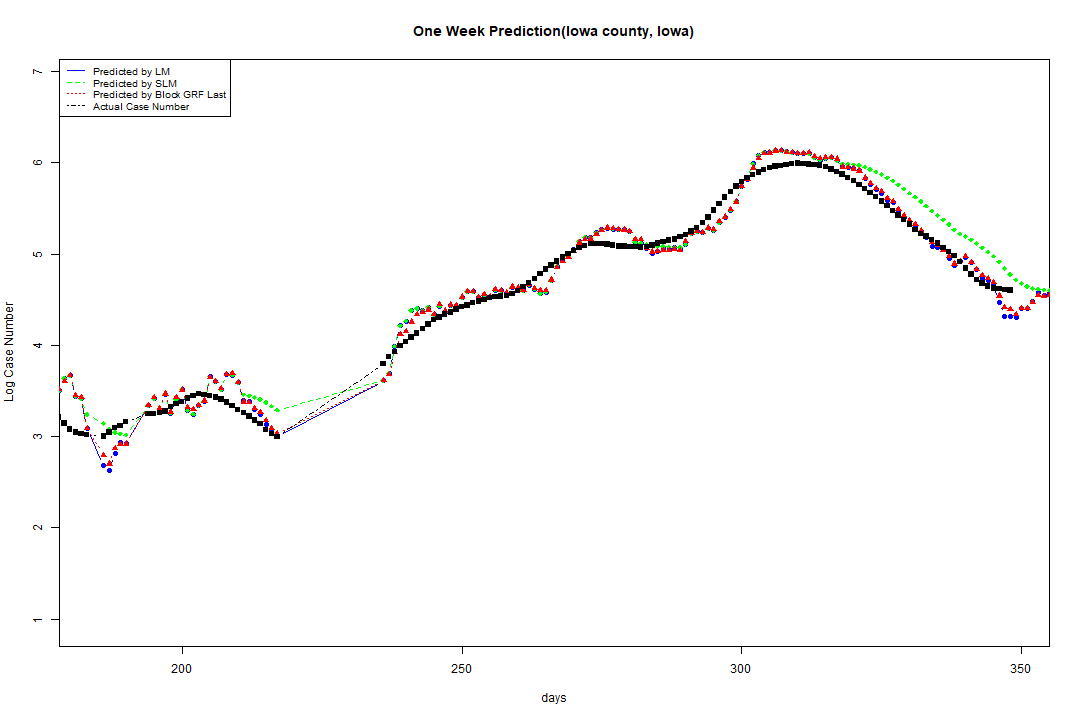 One Week Prediction(Iowa county, Iowa)
Predicted by LM
Predicted by SLM
Predicted by Block GRF Last
Actual Case Number
Log Case Number
7
6
5
4
3
2
1
200 250 300 350
days